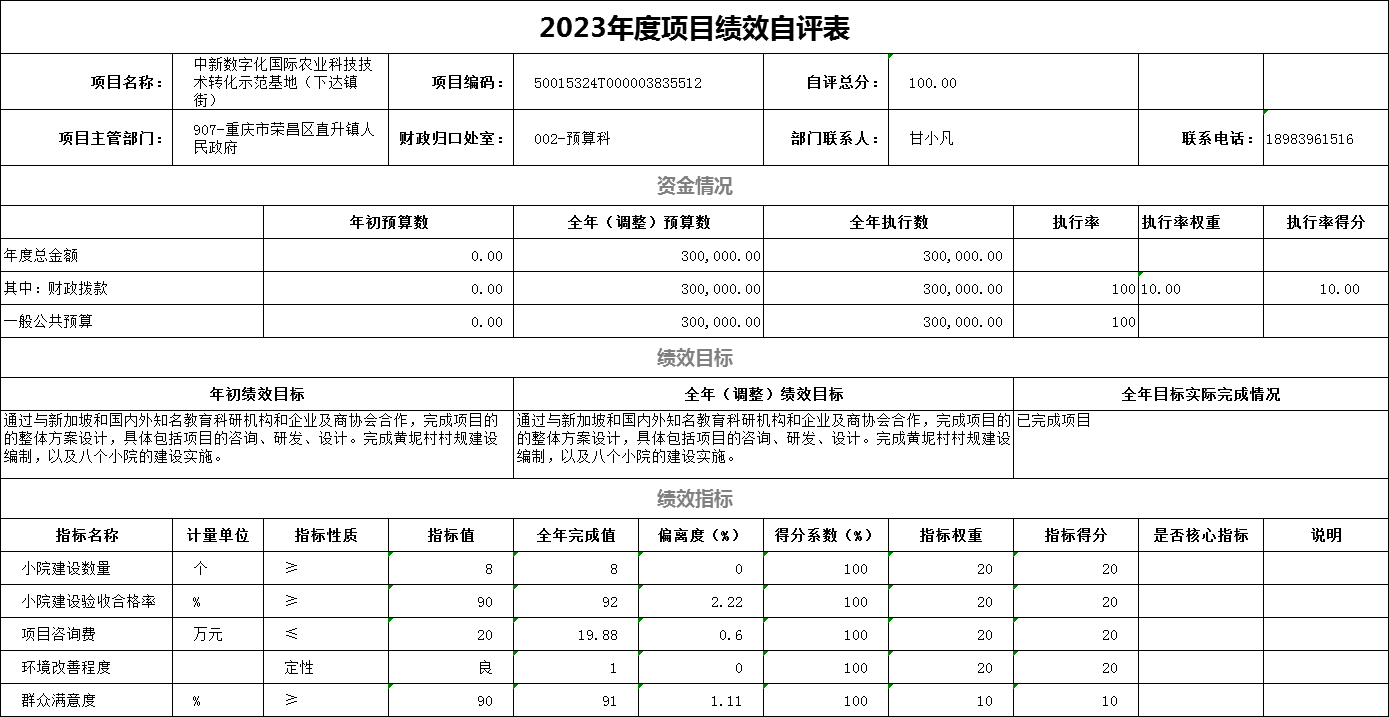 2023年度项目绩效自评表
项目名称： 中新数字化国际农业科技技术转化示范基地（下达镇街） 项目编码： 50015324T000003835512 自评总分： 100.00
项目主管部门： 907-重庆市荣昌区直升镇人民政府 财政归口处室： 002-预算科 部门联系人： 甘小凡 联系电话： 18983961516
资金情况
年初预算数 全年（调整）预算数 全年执行数 执行率 执行率权重 执行率得分
年度总金额 0.00 300,000.00 300,000.00
其中：财政拨款 0.00 300,000.00 300,000.00 100 10.00 10.00
一般公共预算 0.00 300,000.00 300,000.00 100
绩效目标
年初绩效目标 全年（调整）绩效目标 全年目标实际完成情况
通过与新加坡和国内外知名教育科研机构和企业及商协会合作，完成项目的
的整体方案设计，具体包括项目的咨询、研发、设计。完成黄坭村村规建设
编制，以及八个小院的建设实施。
通过与新加坡和国内外知名教育科研机构和企业及商协会合作，完成项目的
的整体方案设计，具体包括项目的咨询、研发、设计。完成黄坭村村规建设
编制，以及八个小院的建设实施。
已完成项目
绩效指标
指标名称 计量单位 指标性质 指标值 全年完成值 偏离度（%） 得分系数（%） 指标权重 指标得分 是否核心指标 说明
小院建设数量 个 ≥ 8 8 0 100 20 20
小院建设验收合格率 % ≥ 90 92 2.22 100 20 20
项目咨询费 万元 ≤ 20 19.88 0.6 100 20 20
环境改善程度 定性 良 1 0 100 20 20
群众满意度 % ≥ 90 91 1.11 100 10 10